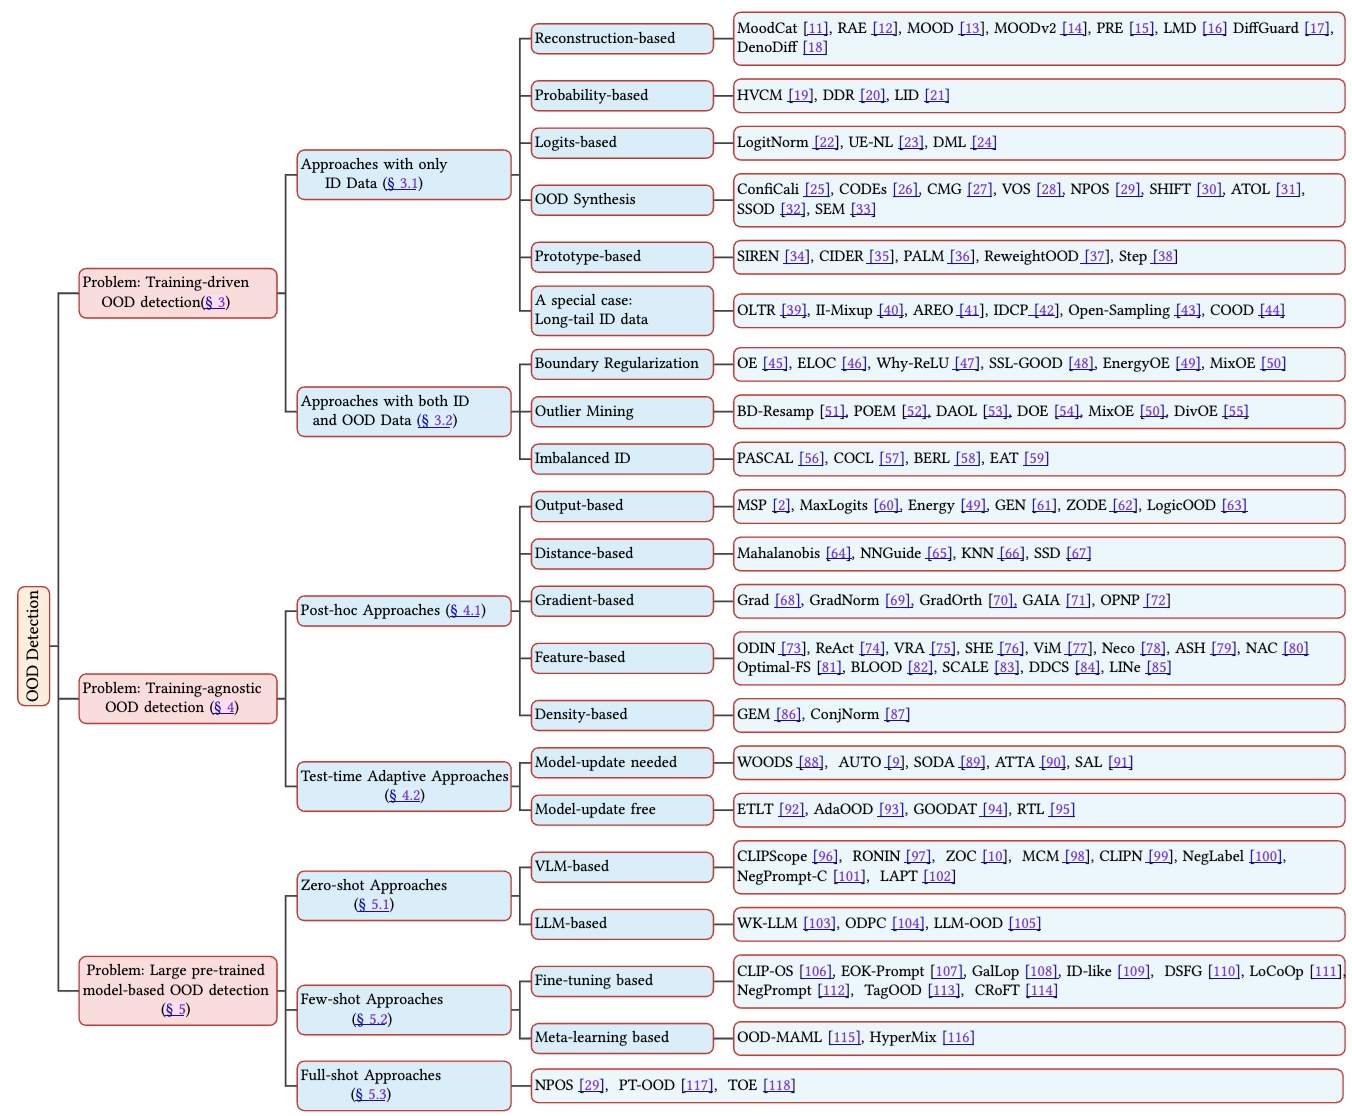 OOD Detection
Problem: Training-driven
OOD detection(§ 3)
Approaches with only
ID Data (§ 3.1)
Reconstruction-based
MoodCat [11], RAE [12], MOOD [13], MOODv2 [14], PRE [15], LMD [16] DiffGuard [17],
DenoDiff [18]
Probability-based
HVCM [19], DDR [20], LID [21]
Logits-based
LogitNorm [22], UE-NL [23], DML [24]
OOD Synthesis
ConfiCali [25], CODEs [26], CMG [27], VOS [28], NPOS [29], SHIFT [30], ATOL [31],
SSOD [32], SEM [33]
Prototype-based
SIREN [34], CIDER [35], PALM [36], ReweightOOD [37], Step [38]
A special case:
Long-tail ID data
OLTR [39], II-Mixup [40], AREO [41], IDCP [42], Open-Sampling [43], COOD [44]
Approaches with both ID
and OOD Data (§ 3.2)
Boundary Regularization
OE [45], ELOC [46], Why-ReLU [47], SSL-GOOD [48], EnergyOE [49], MixOE [50]
Outlier Mining
BD-Resamp [51], POEM [52], DAOL [53], DOE [54], MixOE [50], DivOE [55]
Imbalanced ID
PASCAL [56], COCL [57], BERL [58], EAT [59]
Problem: Training-agnostic
OOD detection (§ 4)
Post-hoc Approaches (§ 4.1)
Output-based
MSP [2], MaxLogits [60], Energy [49], GEN [61], ZODE [62], LogicOOD [63]
Distance-based
Mahalanobis [64], NNGuide [65], KNN [66], SSD [67]
Gradient-based
Grad [68], GradNorm [69], GradOrth [70], GAIA [71], OPNP [72]
Feature-based
ODIN [73], ReAct [74], VRA [75], SHE [76], ViM [77], Neco [78], ASH [79], NAC [80]
Optimal-FS [81], BLOOD [82], SCALE [83], DDCS [84], LINe [85]
Density-based
GEM [86], ConjNorm [87]
Test-time Adaptive Approaches
(§ 4.2)
Model-update needed
WOODS [88], AUTO [9], SODA [89], ATTA [90], SAL [91]
Model-update free
ETLT [92], AdaOOD [93], GOODAT [94], RTL [95]
Problem: Large pre-trained
model-based OOD detection
(§ 5)
Zero-shot Approaches
(§ 5.1)
VLM-based
CLIPScope [96], RONIN [97], ZOC [10], MCM [98], CLIPN [99], NegLabel [100],
NegPrompt-C [101], LAPT [102]
LLM-based
WK-LLM [103], ODPC [104], LLM-OOD [105]
Few-shot Approaches
(§ 5.2)
Fine-tuning based
CLIP-OS [106], EOK-Prompt [107], GalLop [108], ID-like [109], DSFG [110], LoCoOp [111],
NegPrompt [112], TagOOD [113], CRoFT [114]
Meta-learning based
OOD-MAML [115], HyperMix [116]
Full-shot Approaches
(§ 5.3)
NPOS [29], PT-OOD [117], TOE [118]